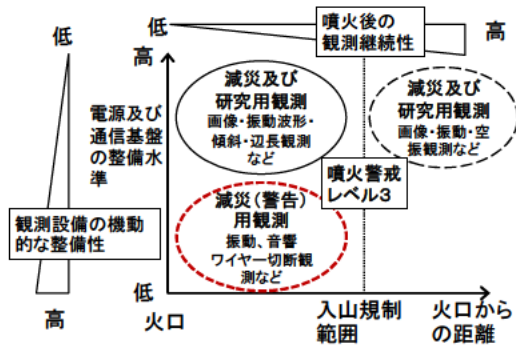 低
高
噴火後の
観測継続性
高
電源及び
通信基盤
の整備水
準
減災及び
研究用観測
画像・振動波形・
傾斜・辺長観測
など
減災及び
研究用観測
画像・振動・空
振観測など
噴火警戒
レベル3
観測設備の機動
的な整備性
減災(警告)
用観測
振動、音響
ワイヤー切断観
測など
高
低
火口
入山規制
範囲
火口から
の距離
低